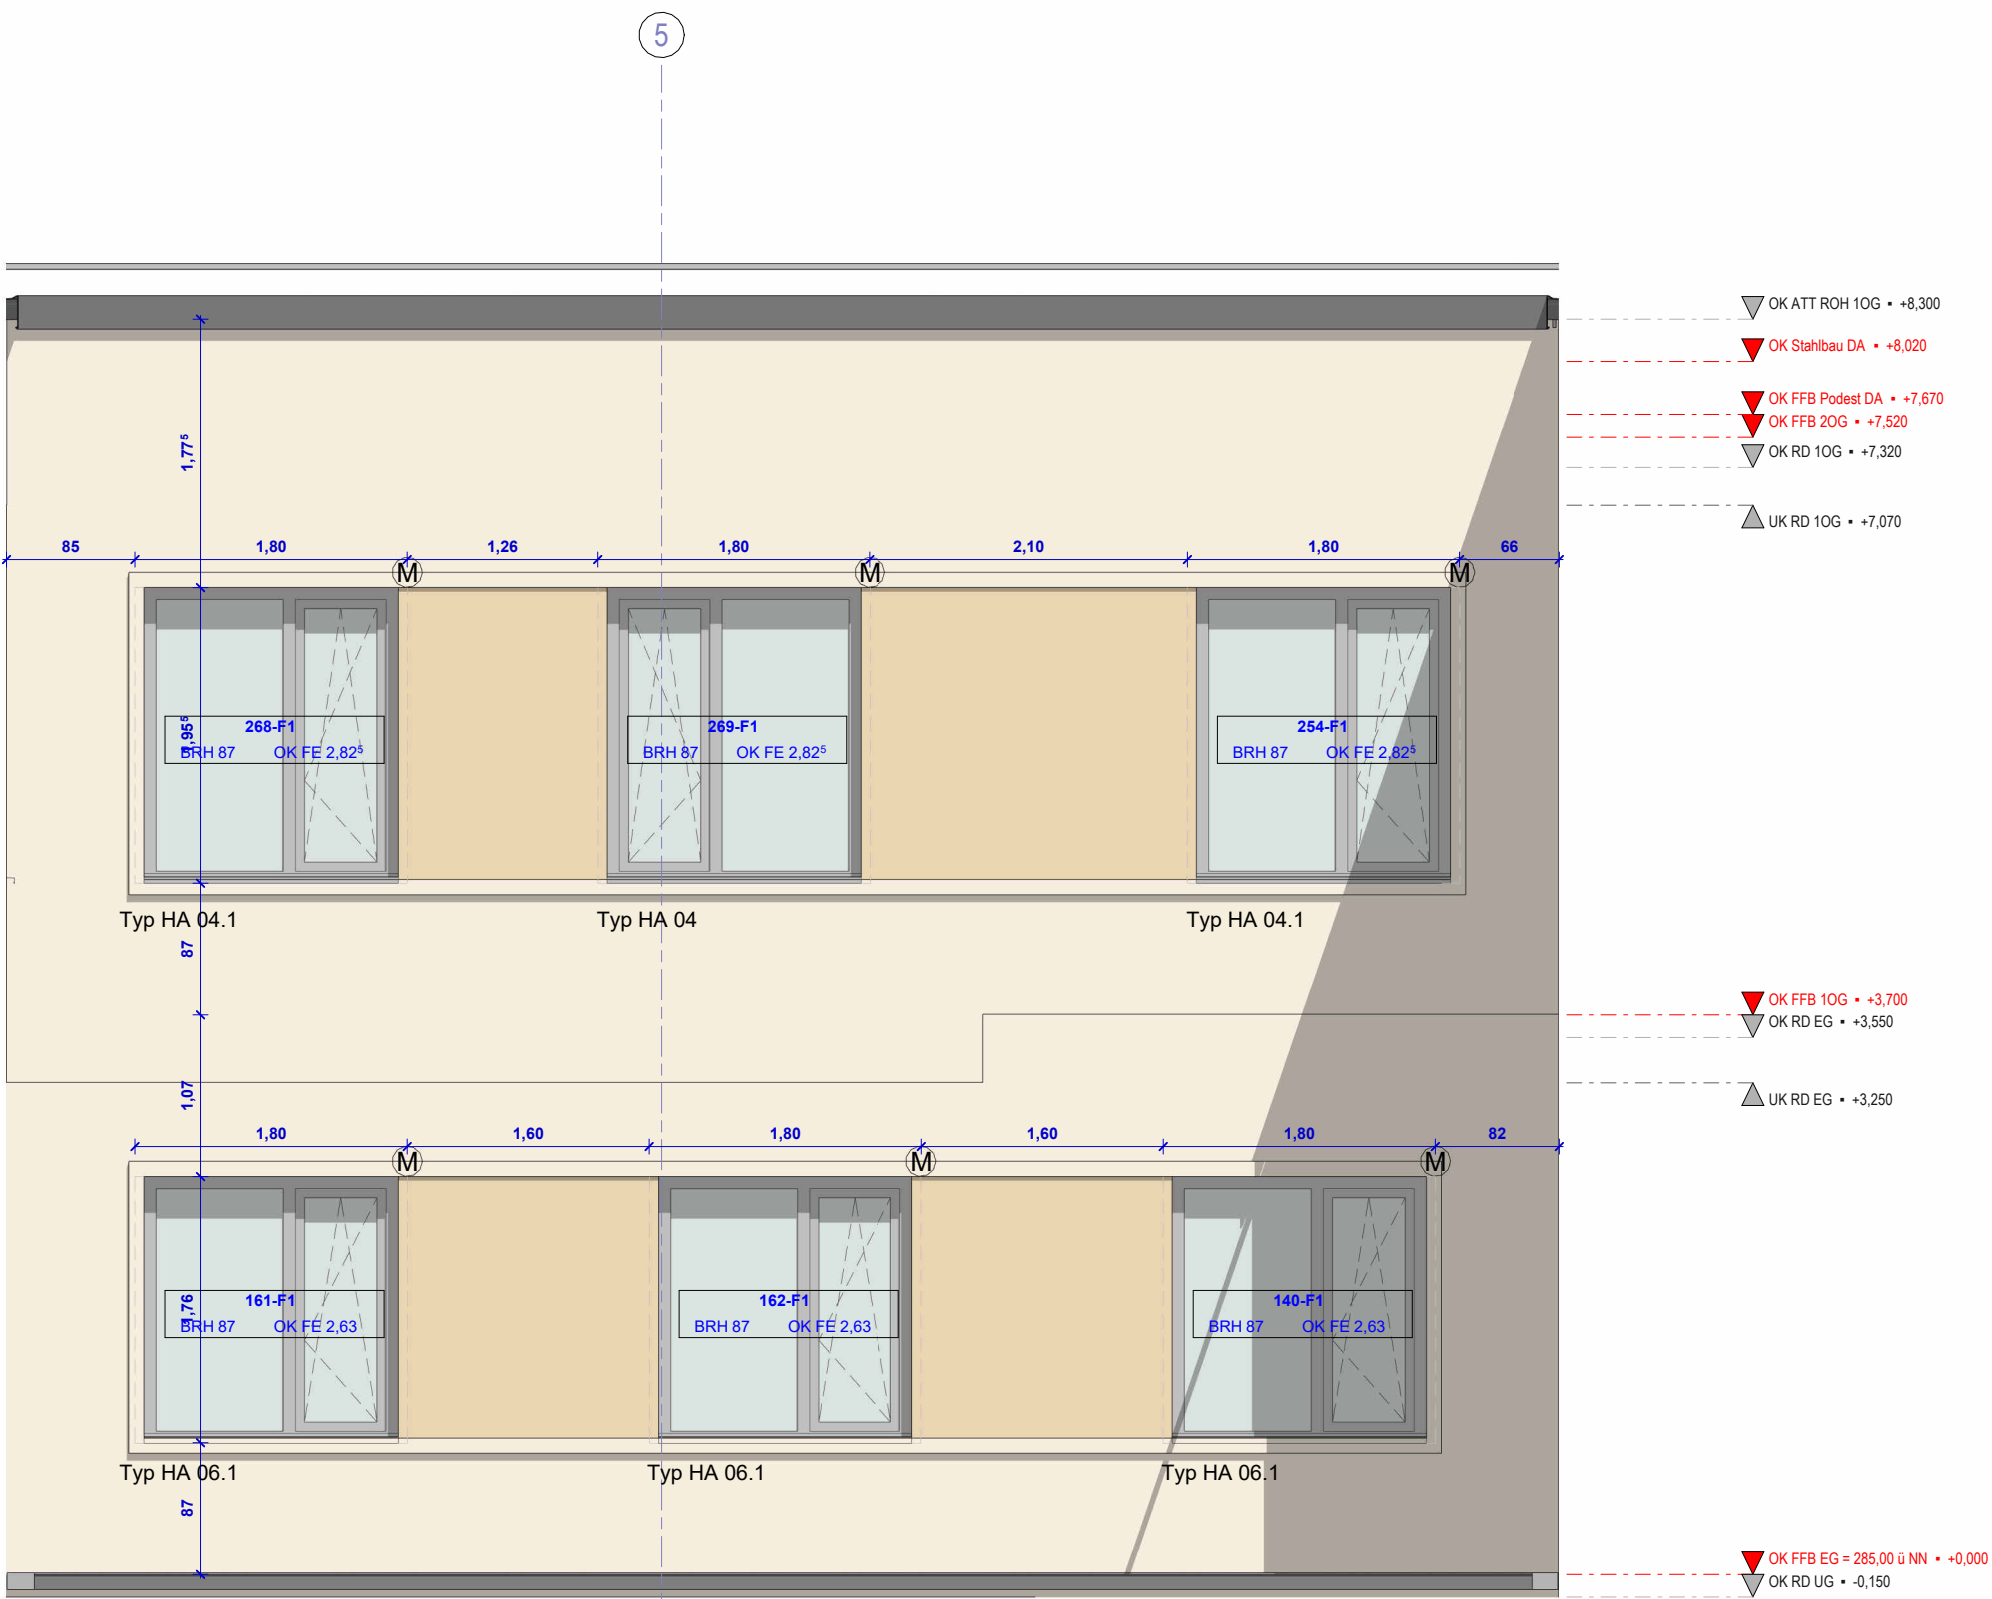 5
OK ATT ROH 1OG ▪ +8,300
OK Stahlbau DA ▪ +8,020
OK FFB Podest DA ▪ +7,670
OK FFB 2OG ▪ +7,520
OK RD 1OG ▪ +7,320
UK RD 1OG ▪ +7,070
1,77⁵
85 1,80 1,26 1,80 2,10 1,80 66
M M M
1,95⁵
268-F1
BRH 87 OK FE 2,82⁵
269-F1
BRH 87 OK FE 2,82⁵
254-F1
BRH 87 OK FE 2,82⁵
Typ HA 04.1 Typ HA 04 Typ HA 04.1
87
OK FFB 1OG ▪ +3,700
OK RD EG ▪ +3,550
UK RD EG ▪ +3,250
1,07
1,80 1,60 1,80 1,60 1,80 82
M M M
1,76
161-F1
BRH 87 OK FE 2,63
162-F1
BRH 87 OK FE 2,63
140-F1
BRH 87 OK FE 2,63
Typ HA 06.1 Typ HA 06.1 Typ HA 06.1
87
OK FFB EG = 285,00 ü NN ▪ +0,000
OK RD UG ▪ -0,150